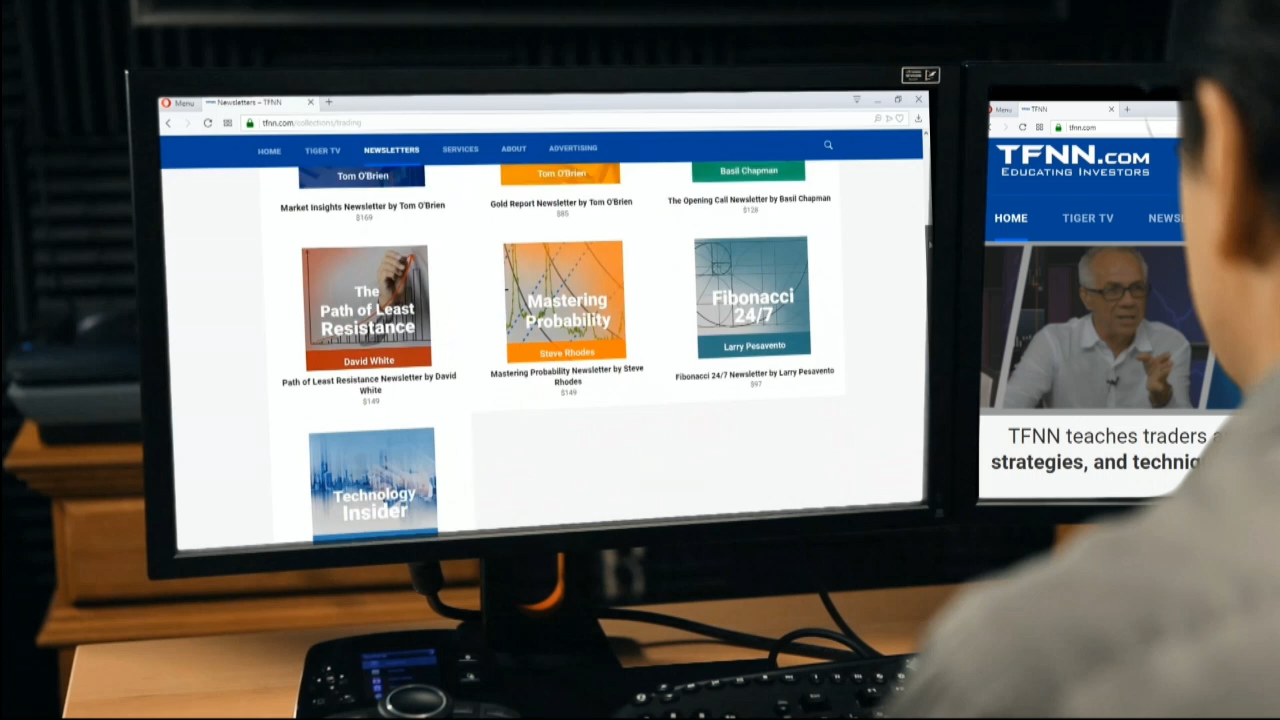 Menu
Newsletters – TFNN
tfnn.com/collections/trading
HOME
TIGER TV
NEWSLETTERS
SERVICES
ABOUT
ADVERTISING
Tom O'Brien
Market Insights Newsletter by Tom O'Brien
$169
Tom O'Brien
Gold Report Newsletter by Tom O'Brien
$85
Basil Chapman
The Opening Call Newsletter by Basil Chapman
$128
The
Path of Least
Resistance
David White
Path of Least Resistance Newsletter by David
White
$149
Mastering
Probability
Steve Rhodes
Mastering Probability Newsletter by Steve
Rhodes
$149
Fibonacci
24/7
Larry Pesavento
Fibonacci 24/7 Newsletter by Larry Pesavento
$97
Technology
Insider
Menu
TFNN
tfnn.com
TFNN.COM
EDUCATING INVESTORS
HOME
TIGER TV
NEWS
TFNN teaches traders
strategies, and techniq